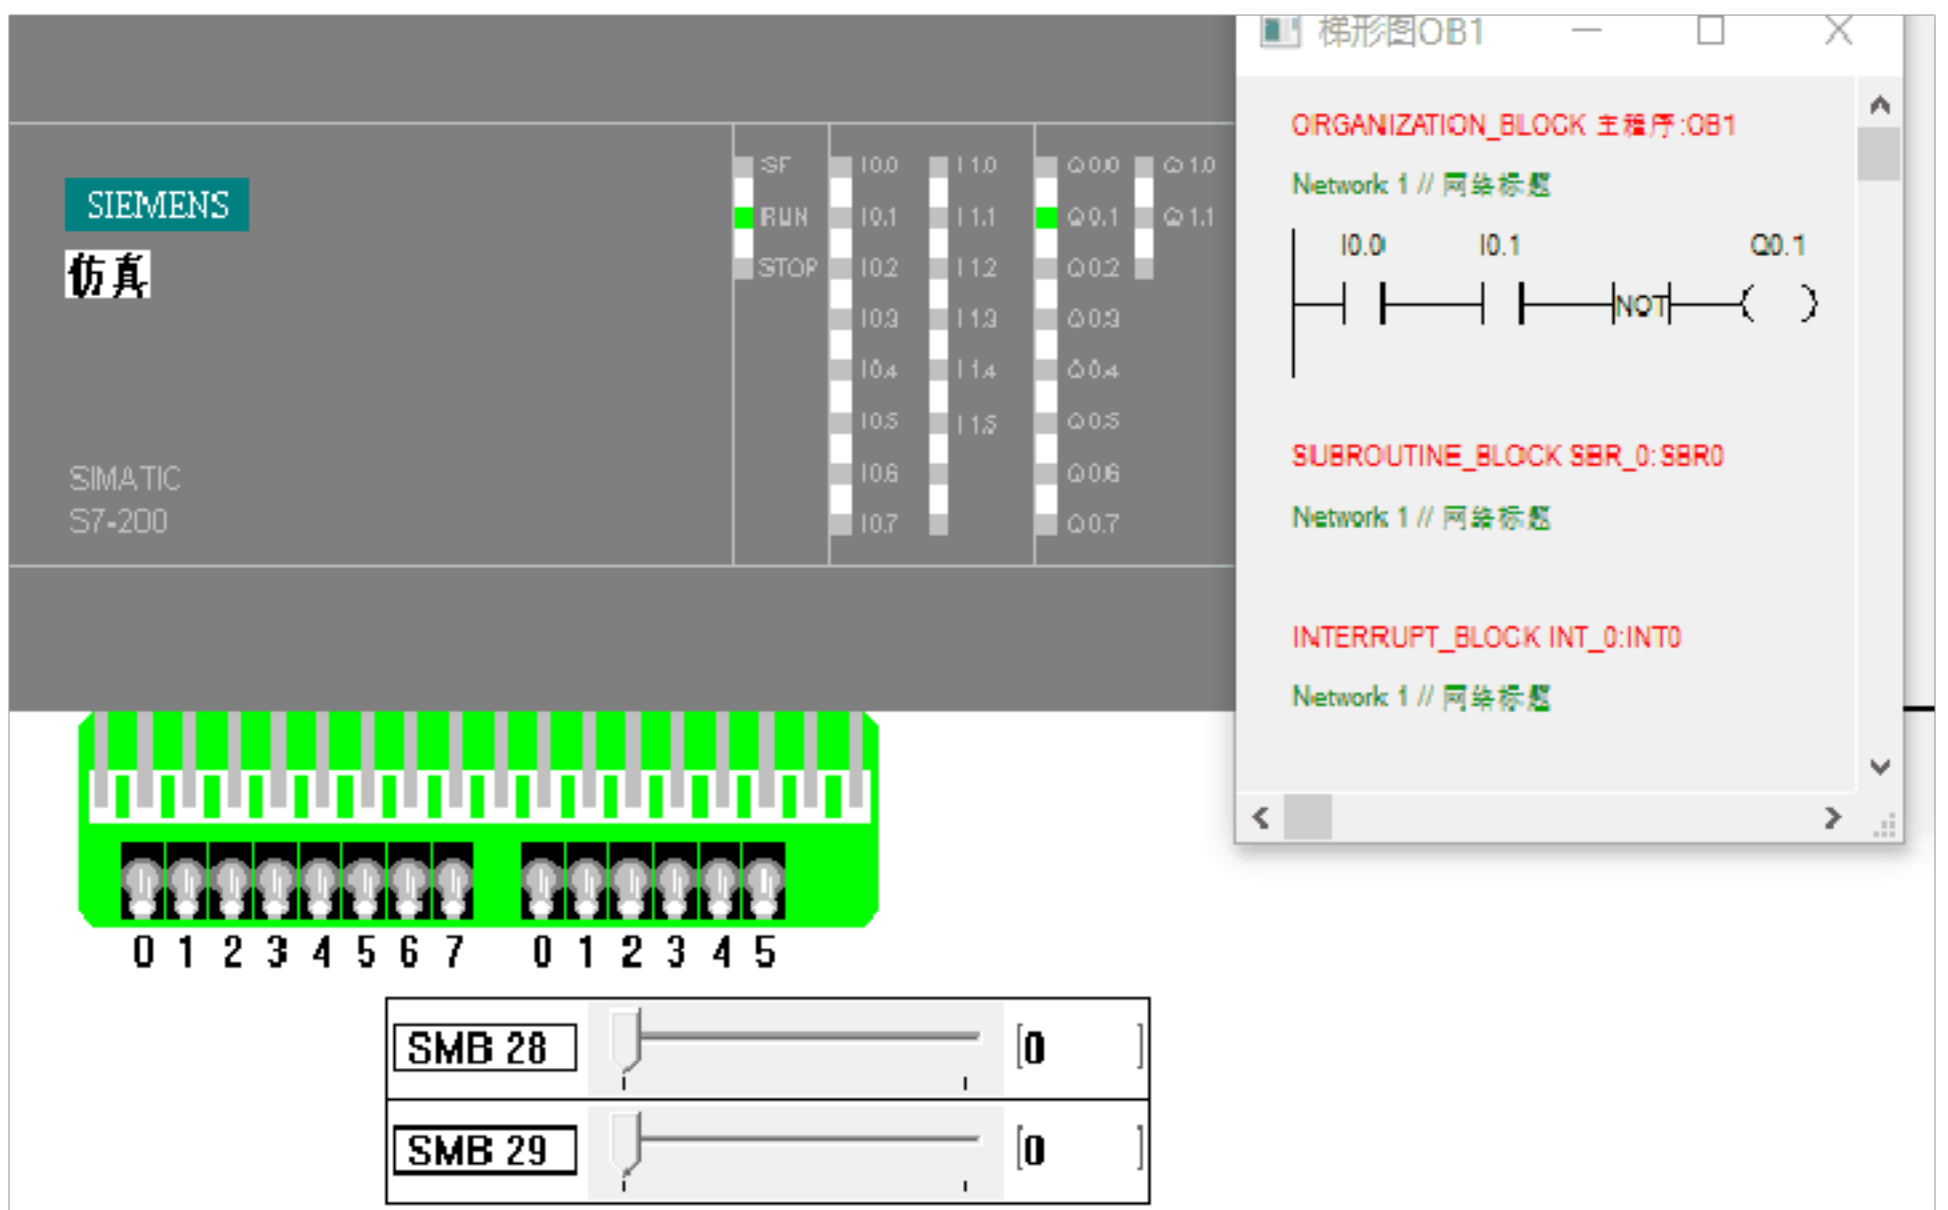 梯形图OB1
ORGANIZATION_BLOCK 主程序:OB1
Network 1 // 网络标题
I0.0 I0.1 Q0.1
NOT
SUBROUTINE_BLOCK SBR_0:SBR0
Network 1 // 网络标题
INTERRUPT_BLOCK INT_0:INT0
Network 1 // 网络标题
SIEMENS
仿真
SIMATIC
S7-200
SF I0.0 I1.0 Q0.0 Q1.0
RUN I0.1 I1.1 Q0.1 Q1.1
STOP I0.2 I1.2 Q0.2
I0.3 I1.3 Q0.3
I0.4 I1.4 Q0.4
I0.5 I1.5 Q0.5
I0.6 Q0.6
I0.7 Q0.7
0 1 2 3 4 5 6 7 0 1 2 3 4 5
SMB 28 [0 ]
SMB 29 [0 ]